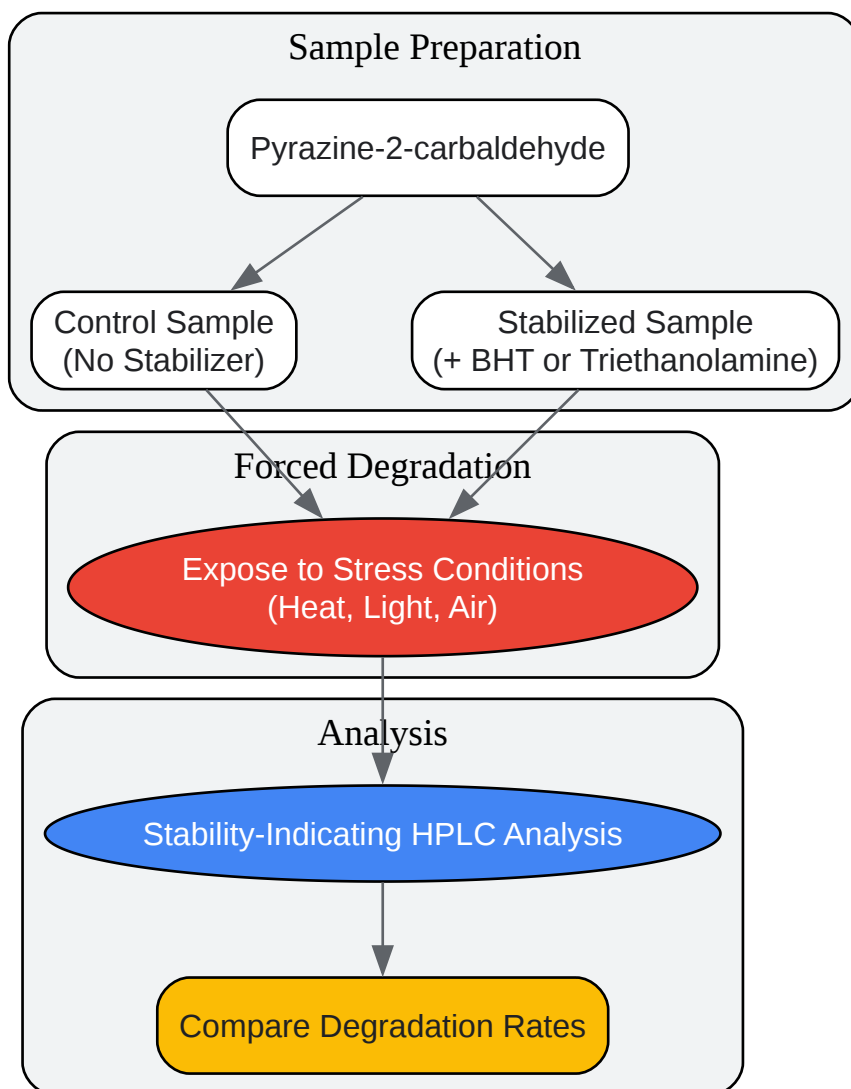 Sample Preparation
Pyrazine-2-carbaldehyde
Control Sample
(No Stabilizer)
Stabilized Sample
(+ BHT or Triethanolamine)
Forced Degradation
Expose to Stress Conditions
(Heat, Light, Air)
Analysis
Stability-Indicating HPLC Analysis
Compare Degradation Rates